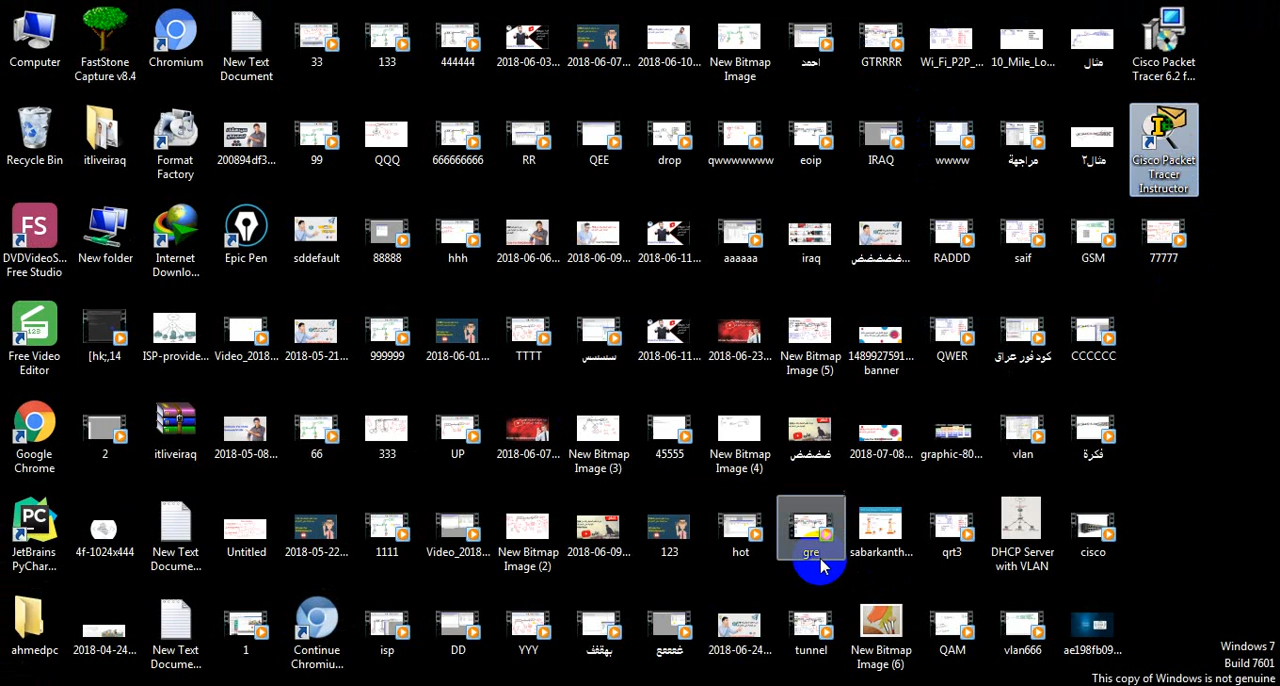 Computer
FastStone
Capture v8.4
Chromium
New Text
Document
33
133
444444
2018-06-03...
2018-06-07...
2018-06-10...
New Bitmap
Image
احمد
GTRRRR
Wi_Fi_P2P_...
10_Mile_Lo...
مثال
Cisco Packet
Tracer 6.2 f...
Recycle Bin
itliveiraq
Format
Factory
200894df3...
99
QQQ
666666666
RR
QEE
drop
qwwwwwww
eoip
IRAQ
wwww
مراجهة
مثال٢
Cisco Packet
Tracer
Instructor
DVDVideoS...
Free Studio
New folder
Internet
Downlo...
Epic Pen
sddefault
88888
hhh
2018-06-06...
2018-06-09...
2018-06-11...
aaaaaa
iraq
ضضضضض...
RADDD
saif
GSM
77777
Free Video
Editor
[hk;,14
ISP-provide...
Video_2018...
2018-05-21...
999999
2018-06-01...
TTTT
سسسس
2018-06-11...
2018-06-23...
New Bitmap
Image (5)
1489927591...
banner
QWER
كود فور عراق
CCCCCC
Google
Chrome
2
itliveiraq
2018-05-08...
66
333
UP
2018-06-07...
New Bitmap
Image (3)
45555
New Bitmap
Image (4)
ضضضض
2018-07-08...
graphic-80...
vlan
فكرة
JetBrains
PyChar...
4f-1024x444
New Text
Docume...
Untitled
2018-05-22...
1111
Video_2018...
New Bitmap
Image (2)
2018-06-09...
123
hot
gre
sabarkanth...
qrt3
DHCP Server
with VLAN
cisco
ahmedpc
2018-04-24...
New Text
Docume...
1
Continue
Chromiu...
isp
DD
YYY
بهققف
غععععع
2018-06-24...
tunnel
New Bitmap
Image (6)
QAM
vlan666
ae198fb09...
Windows 7
Build 7601
This copy of Windows is not genuine